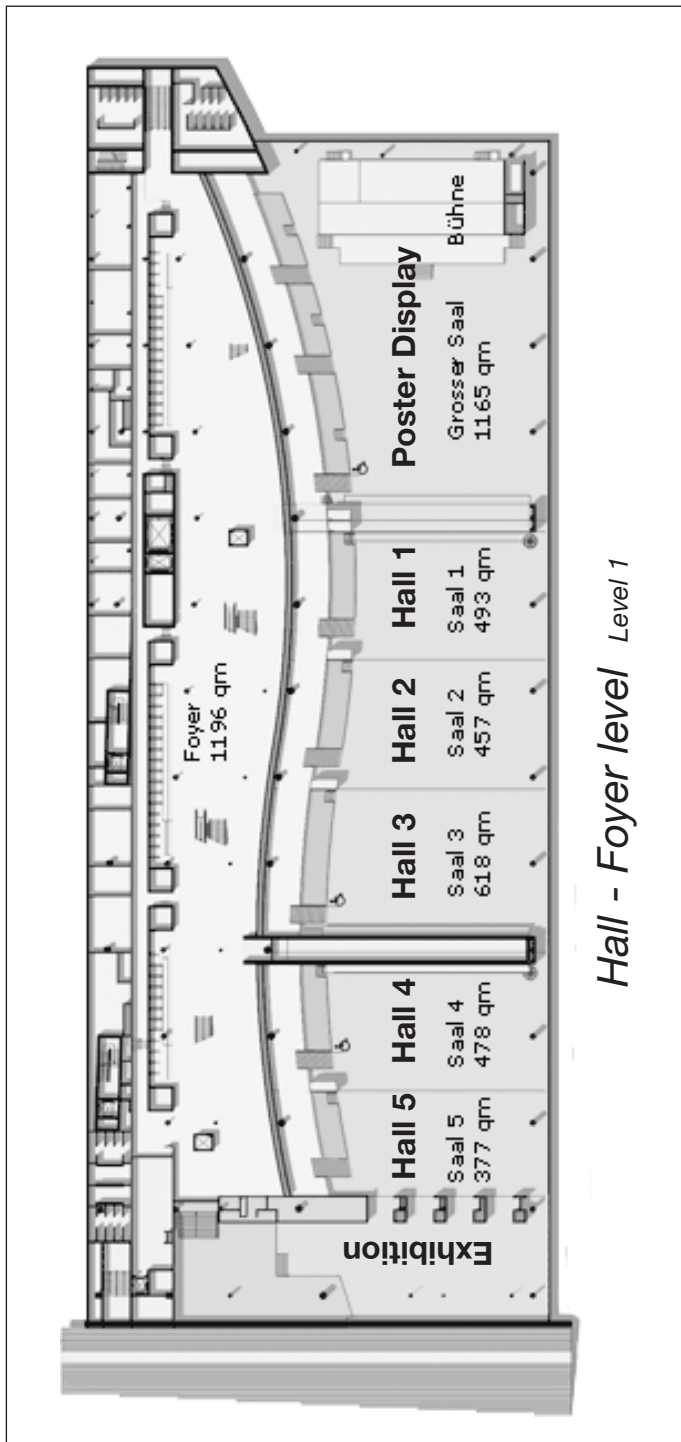 Foyer
1196 qm
Exhibition
Hall 5
Saal 5
377 qm
Hall 4
Saal 4
478 qm
Hall 3
Saal 3
618 qm
Hall 2
Saal 2
457 qm
Hall 1
Saal 1
493 qm
Poster Display
Grosser Saal
1165 qm
Bühne
Hall - Foyer level Level 1